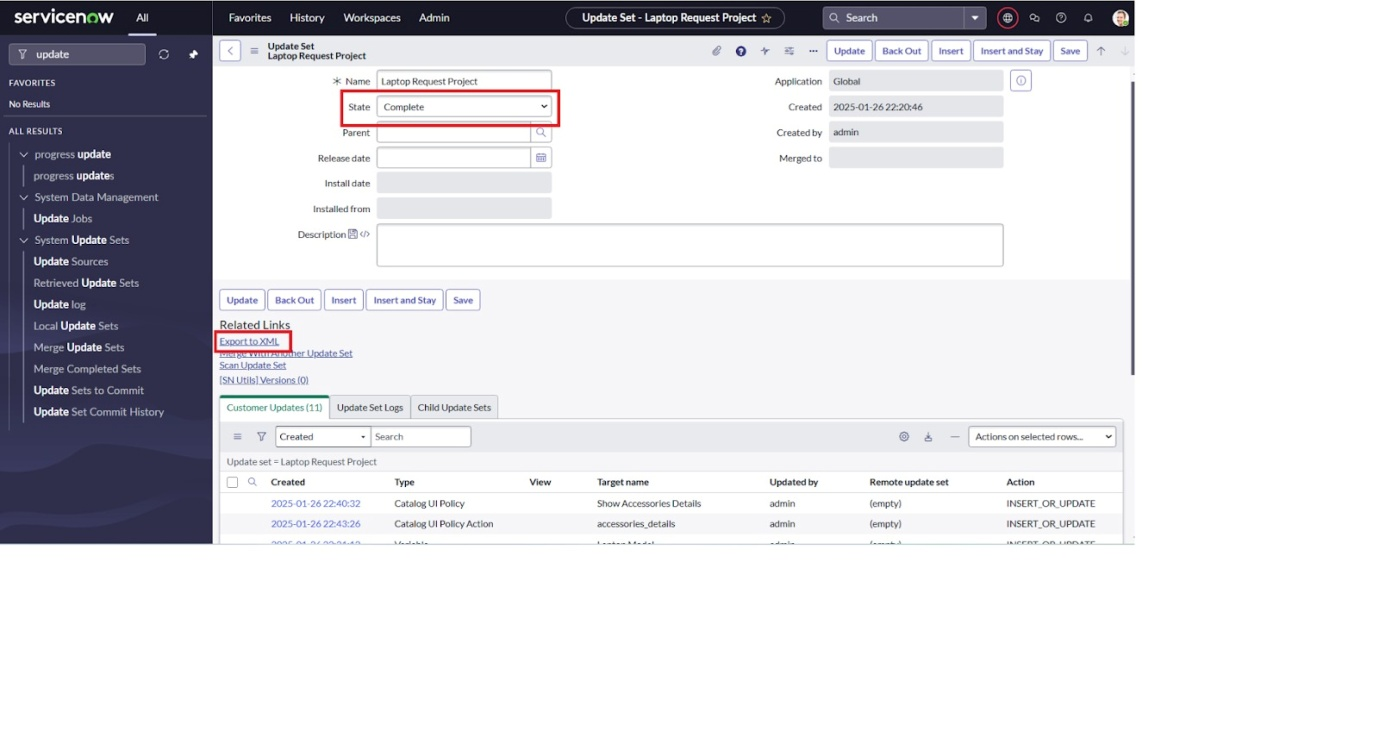 servicenow All Favorites History Workspaces Admin Update Set - Laptop Request Project Search
update
FAVORITES
No Results
ALL RESULTS
progress update
progress updates
System Data Management
Update Jobs
System Update Sets
Update Sources
Retrieved Update Sets
Update log
Local Update Sets
Merge Update Sets
Merge Completed Sets
Update Sets to Commit
Update Set Commit History
Update Set
Laptop Request Project
Update Back Out Insert Insert and Stay Save
Name Laptop Request Project
State Complete
Parent
Release date
Install date
Installed from
Description
Application Global
Created 2025-01-26 22:20:46
Created by admin
Merged to
Update Back Out Insert Insert and Stay Save
Related Links
Export to XML
Merge With Another Update Set
Scan Update Set
[SN Utils] Versions (0)
Customer Updates (11) Update Set Logs Child Update Sets
Created Search Actions on selected rows...
Update set = Laptop Request Project
Created Type View Target name Updated by Remote update set Action
2025-01-26 22:40:32 Catalog UI Policy Show Accessories Details admin (empty) INSERT_OR_UPDATE
2025-01-26 22:43:26 Catalog UI Policy Action accessories_details admin (empty) INSERT_OR_UPDATE
Variable Laptop Model admin (empty) INSERT_OR_UPDATE